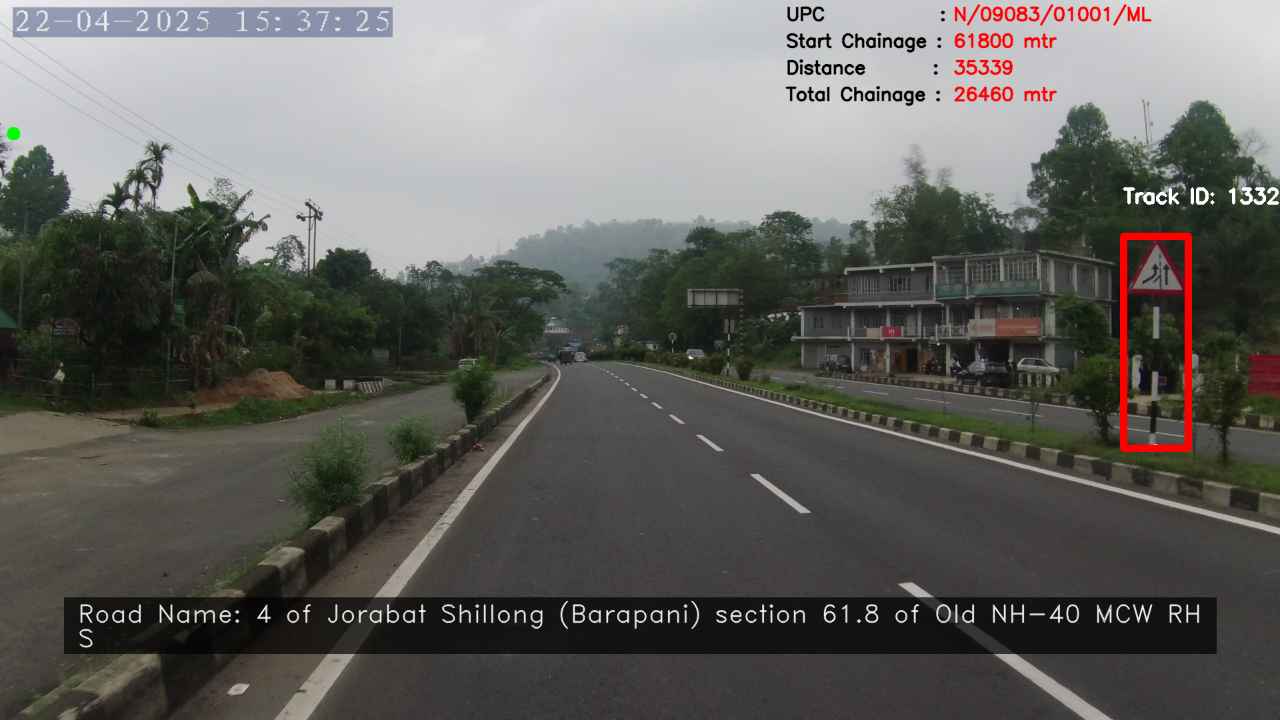 22-04-2025 15:37:25
UPC : N/09083/01001/ML
Start Chainage : 61800 mtr
Distance : 35339
Total Chainage : 26460 mtr
Track ID: 1332
Road Name: 4 of Jorabat Shillong (Barapani) section 61.8 of Old NH-40 MCW RH
S